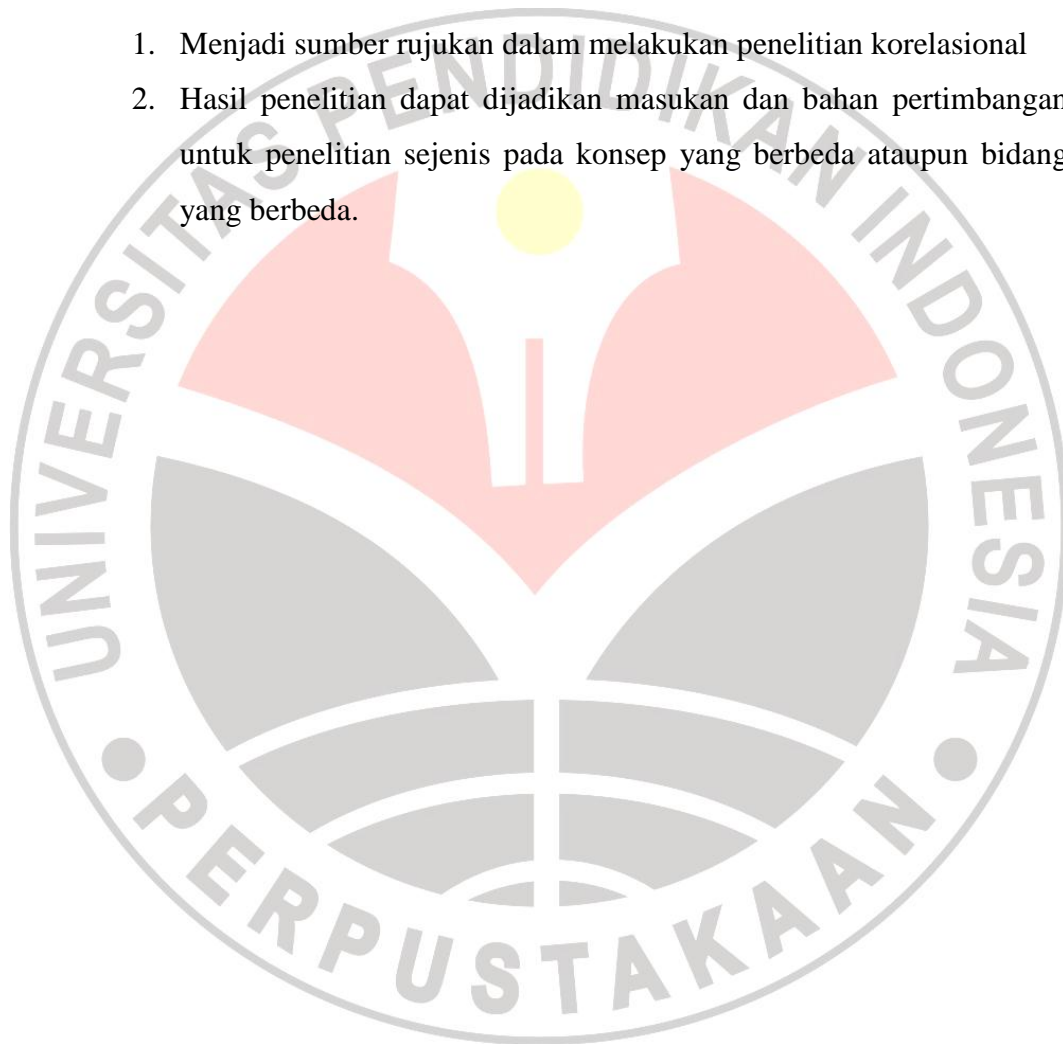 1. Menjadi sumber rujukan dalam melakukan penelitian korelasional
2. Hasil penelitian dapat dijadikan masukan dan bahan pertimbangan
untuk penelitian sejenis pada konsep yang berbeda ataupun bidang
yang berbeda.
UNIVERSITAS PENDIDIKAN INDONESIA
PERPUSTAKAAN